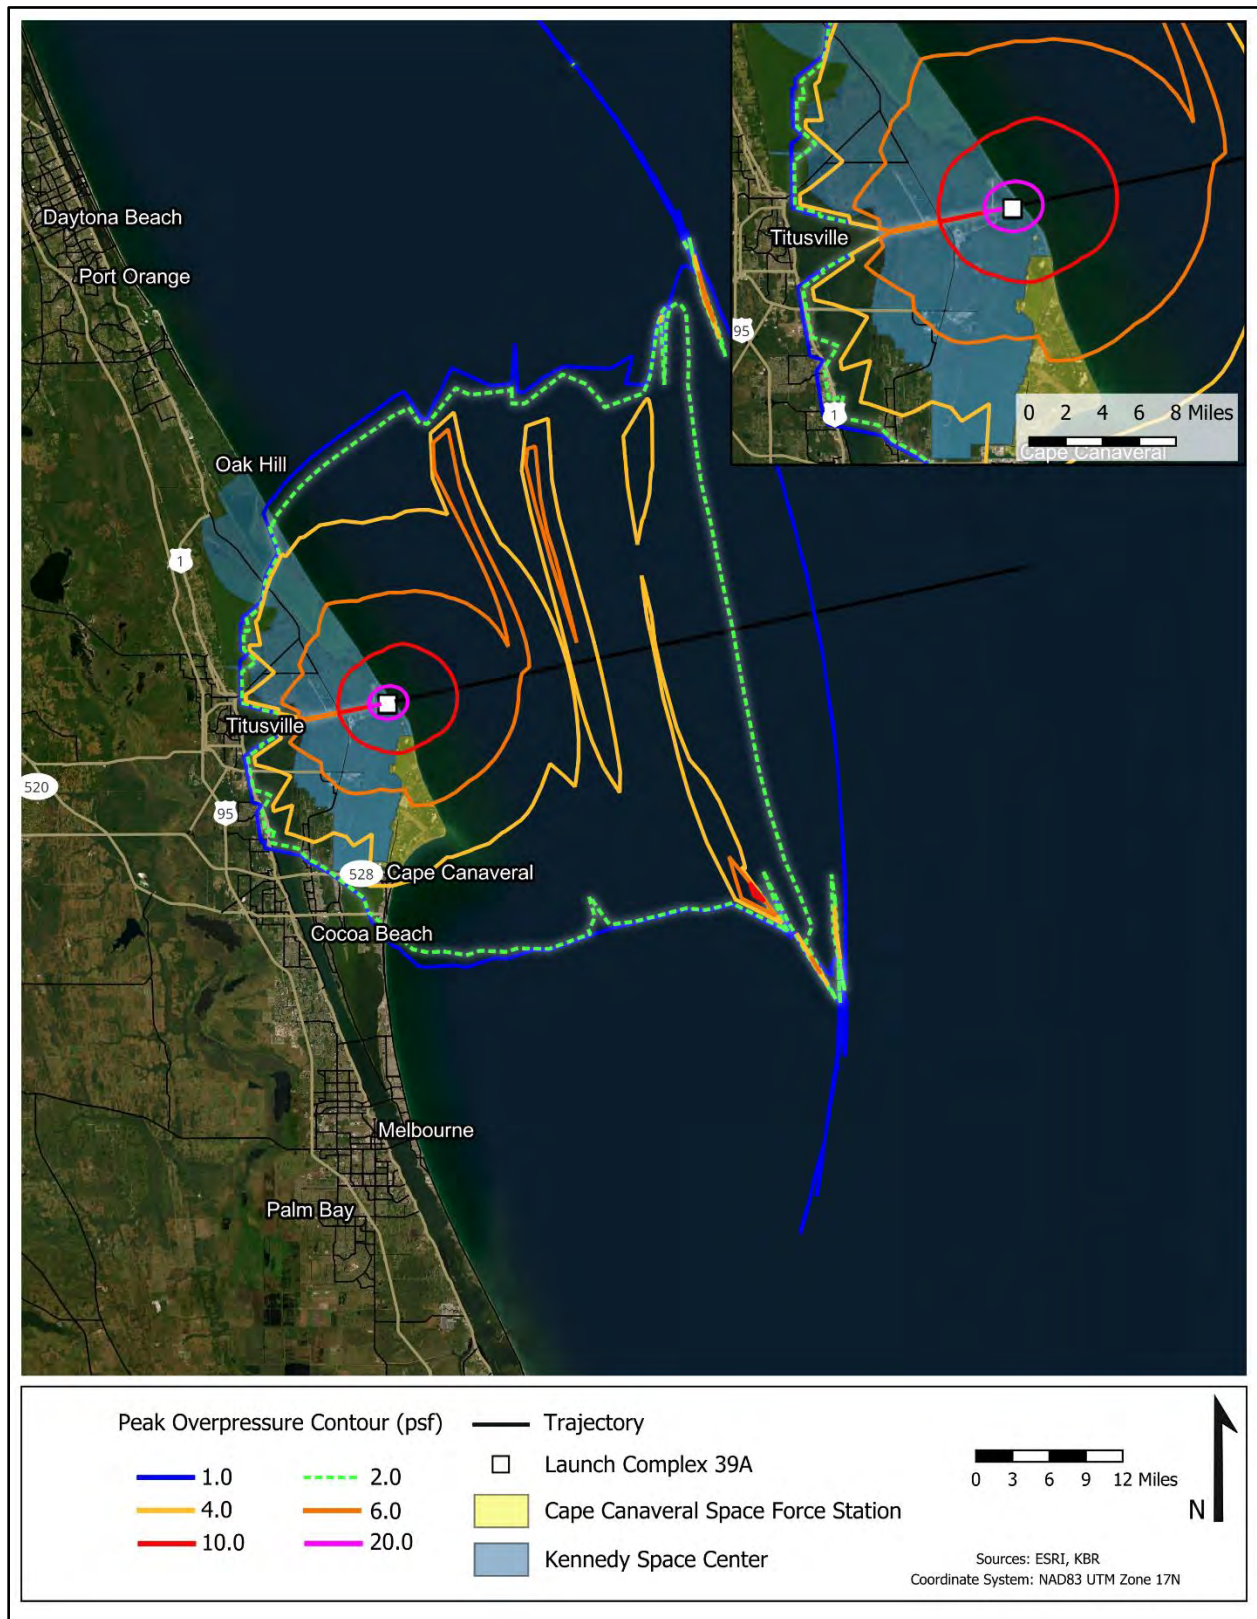 Daytona Beach
Port Orange
Oak Hill
1
Titusville
520
95
528
Cape Canaveral
Cocoa Beach
Melbourne
Palm Bay
Titusville
95
1
0 2 4 6 8 Miles
Cape Canaveral
Peak Overpressure Contour (psf)
1.0
2.0
4.0
6.0
10.0
20.0
Trajectory
Launch Complex 39A
Cape Canaveral Space Force Station
Kennedy Space Center
0 3 6 9 12 Miles
N
Sources: ESRI, KBR
Coordinate System: NAD83 UTM Zone 17N